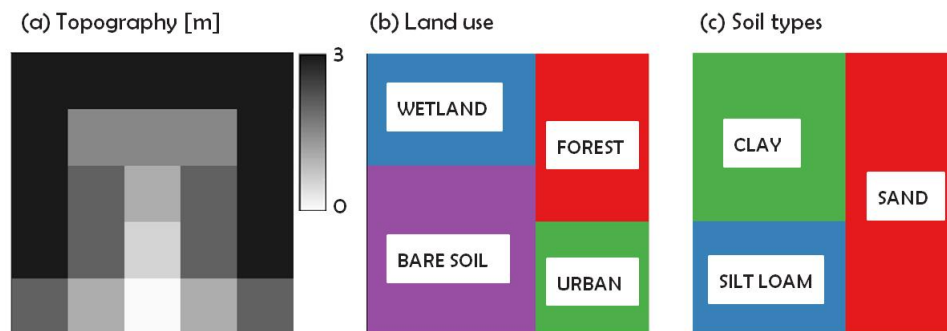 (a) Topography [m]
3
0
(b) Land use
WETLAND
FOREST
BARE SOIL
URBAN
(c) Soil types
CLAY
SAND
SILT LOAM